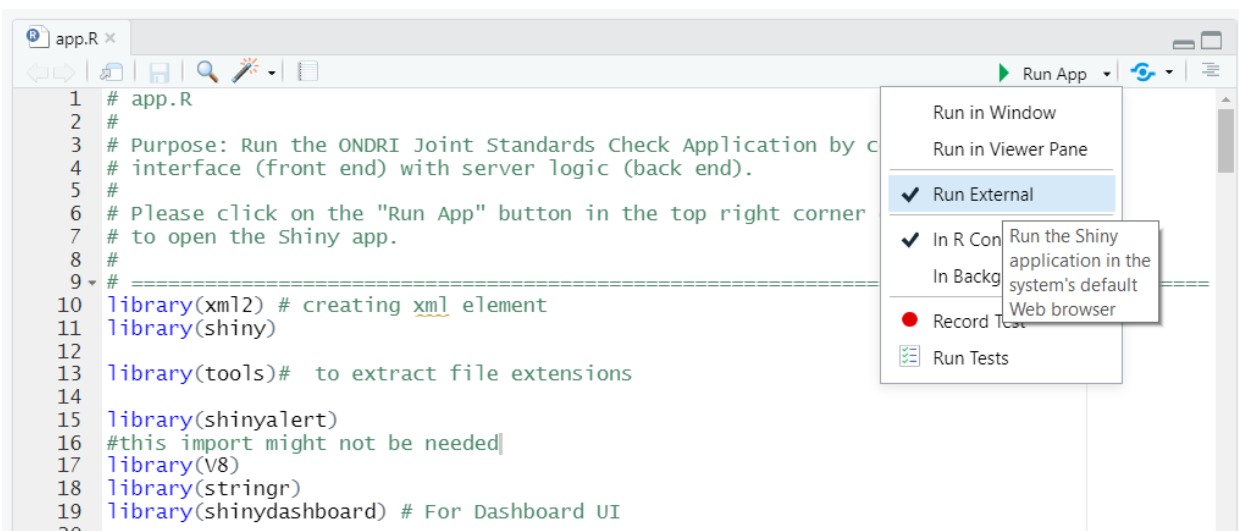 app.R
Run App
1 # app.R
2 #
3 # Purpose: Run the ONDRI Joint Standards Check Application by c
4 # interface (front end) with server logic (back end).
5 #
6 # Please click on the "Run App" button in the top right corner
7 # to open the Shiny app.
8 #
9 # ====================================================================================
10 library(xml2) # creating xml element
11 library(shiny)
12
13 library(tools)#  to extract file extensions
14
15 library(shinyalert)
16 #this import might not be needed
17 library(V8)
18 library(stringr)
19 library(shinydashboard) # For Dashboard UI
Run in Window
Run in Viewer Pane
Run External
In R Con
In Backg
Record Test
Run Tests
Run the Shiny
application in the
system's default
Web browser